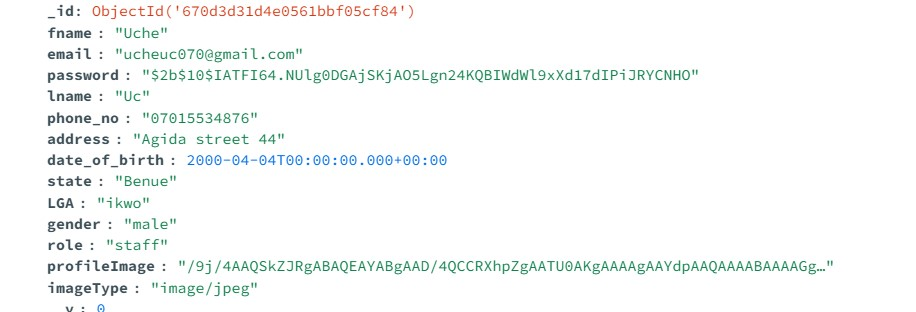 _id: ObjectId('670d3d31d4e0561bbf05cf84')
fname : "Uche"
email : "ucheuc070@gmail.com"
password : "$2b$10$IATFI64.NUlg0DGAjSKjAO5Lgn24KQBIWdWl9xXd17dIPiJRYCNHO"
lname : "Uc"
phone_no : "07015534876"
address : "Agida street 44"
date_of_birth : 2000-04-04T00:00:00.000+00:00
state : "Benue"
LGA : "ikwo"
gender : "male"
role : "staff"
profileImage : "/9j/4AAQSkZJRgABAQEAYABgAAD/4QCCRXhpZgAATU0AKgAAAAgAAYdpAAQAAAABAAAAGg…"
imageType : "image/jpeg"
__v : 0